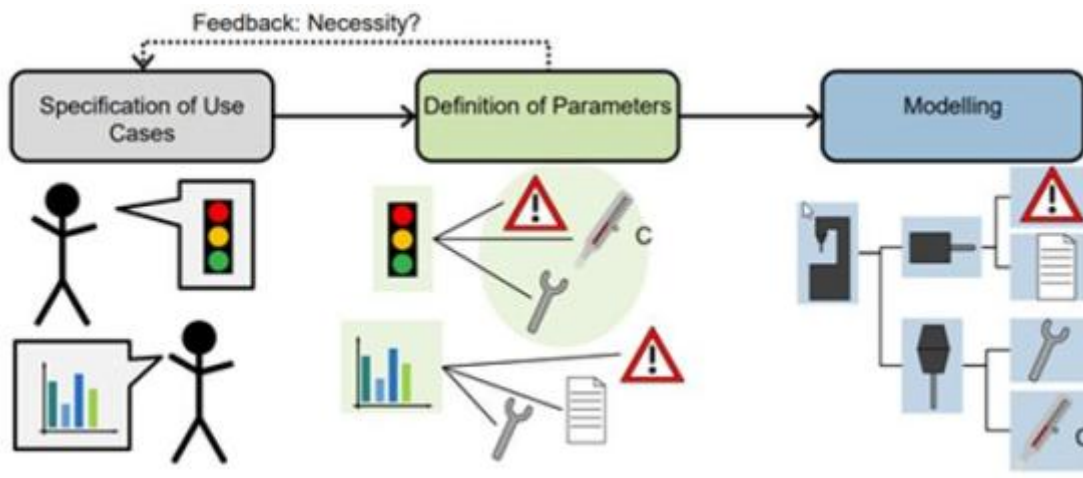 Feedback: Necessity?
Specification of Use
Cases
Definition of Parameters
Modelling
C
C